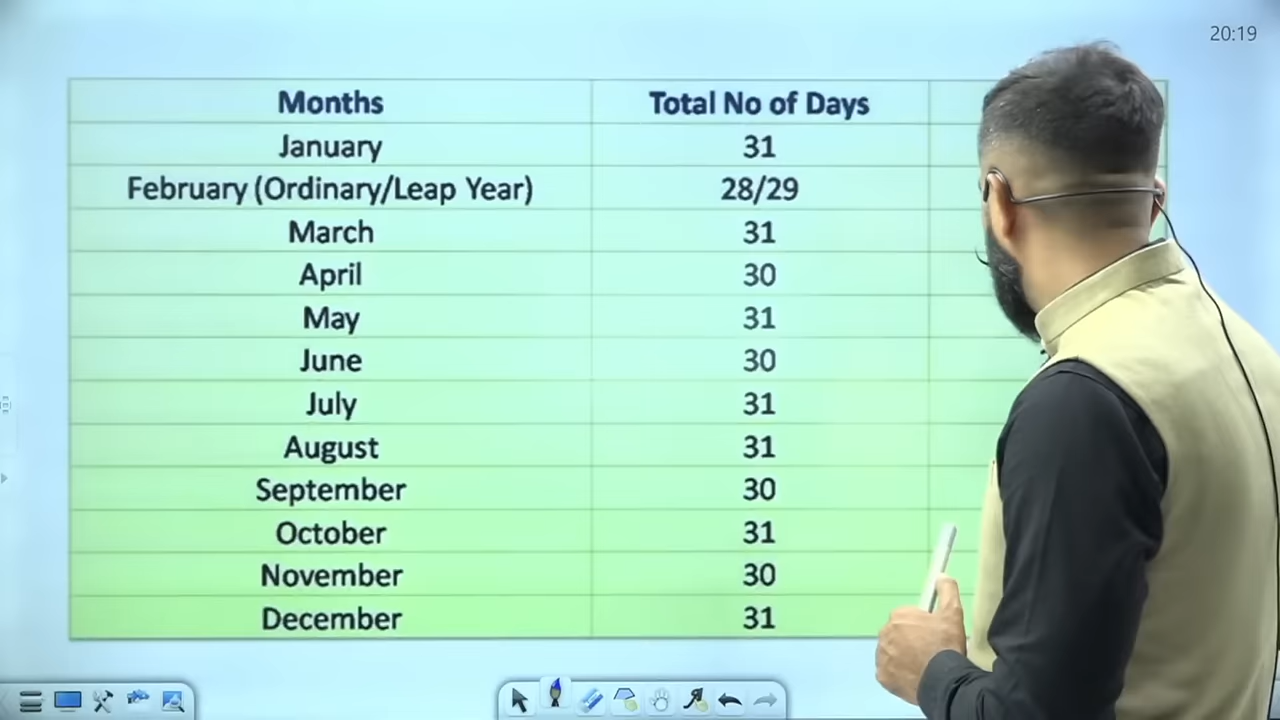 20:19
Months Total No of Days
January 31
February (Ordinary/Leap Year) 28/29
March 31
April 30
May 31
June 30
July 31
August 31
September 30
October 31
November 30
December 31